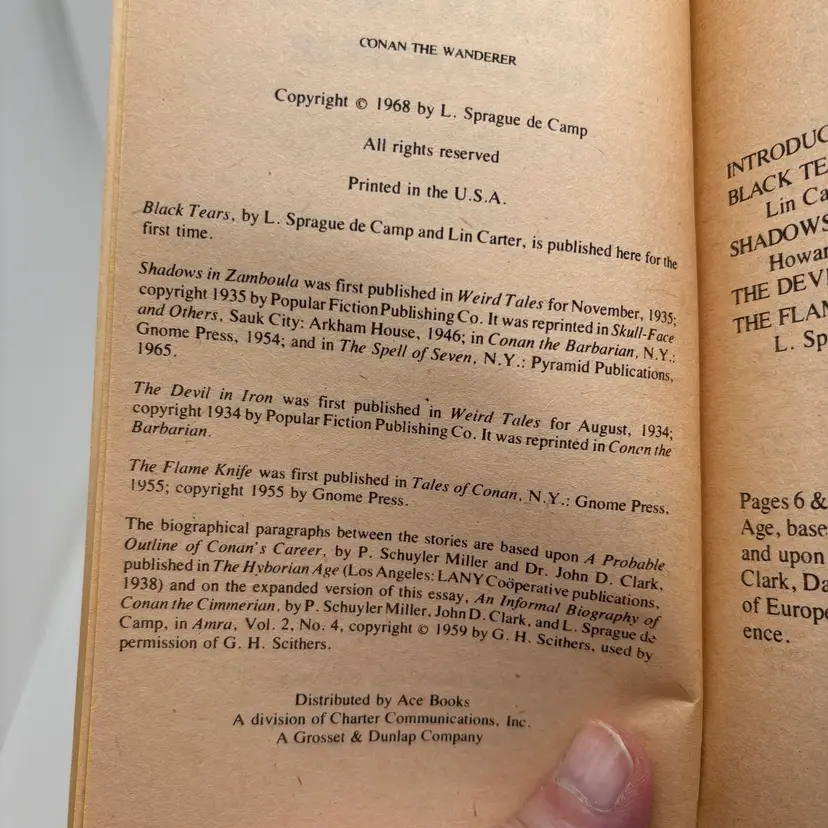 CONAN THE WANDERER
Copyright © 1968 by L. Sprague de Camp
All rights reserved
Printed in the U.S.A.
Black Tears, by L. Sprague de Camp and Lin Carter, is published here for the
first time.
Shadows in Zamboula was first published in Weird Tales for November, 1935;
copyright 1935 by Popular Fiction Publishing Co. It was reprinted in Skull-Face
and Others, Sauk City: Arkham House, 1946; in Conan the Barbarian, N.Y.:
Gnome Press, 1954; and in The Spell of Seven, N.Y.: Pyramid Publications,
1965.
The Devil in Iron was first published in Weird Tales for August, 1934;
copyright 1934 by Popular Fiction Publishing Co. It was reprinted in Conan the
Barbarian.
The Flame Knife was first published in Tales of Conan, N.Y.: Gnome Press,
1955; copyright 1955 by Gnome Press.
The biographical paragraphs between the stories are based upon A Probable
Outline of Conan's Career, by P. Schuyler Miller and Dr. John D. Clark,
published in The Hyborian Age (Los Angeles: LANY Coöperative publications,
1938) and on the expanded version of this essay, An Informal Biography of
Conan the Cimmerian, by P. Schuyler Miller, John D. Clark, and L. Sprague de
Camp, in Amra, Vol. 2, No. 4, copyright © 1959 by G. H. Scithers, used by
permission of G. H. Scithers.
Distributed by Ace Books
A division of Charter Communications, Inc.
A Grosset & Dunlap Company
INTRODUC
BLACK TE
Lin Ca
SHADOWS
Howar
THE DEVI
THE FLAM
L. Sp
Pages 6 &
Age, base
and upon
Clark, Da
of Europe
ence.